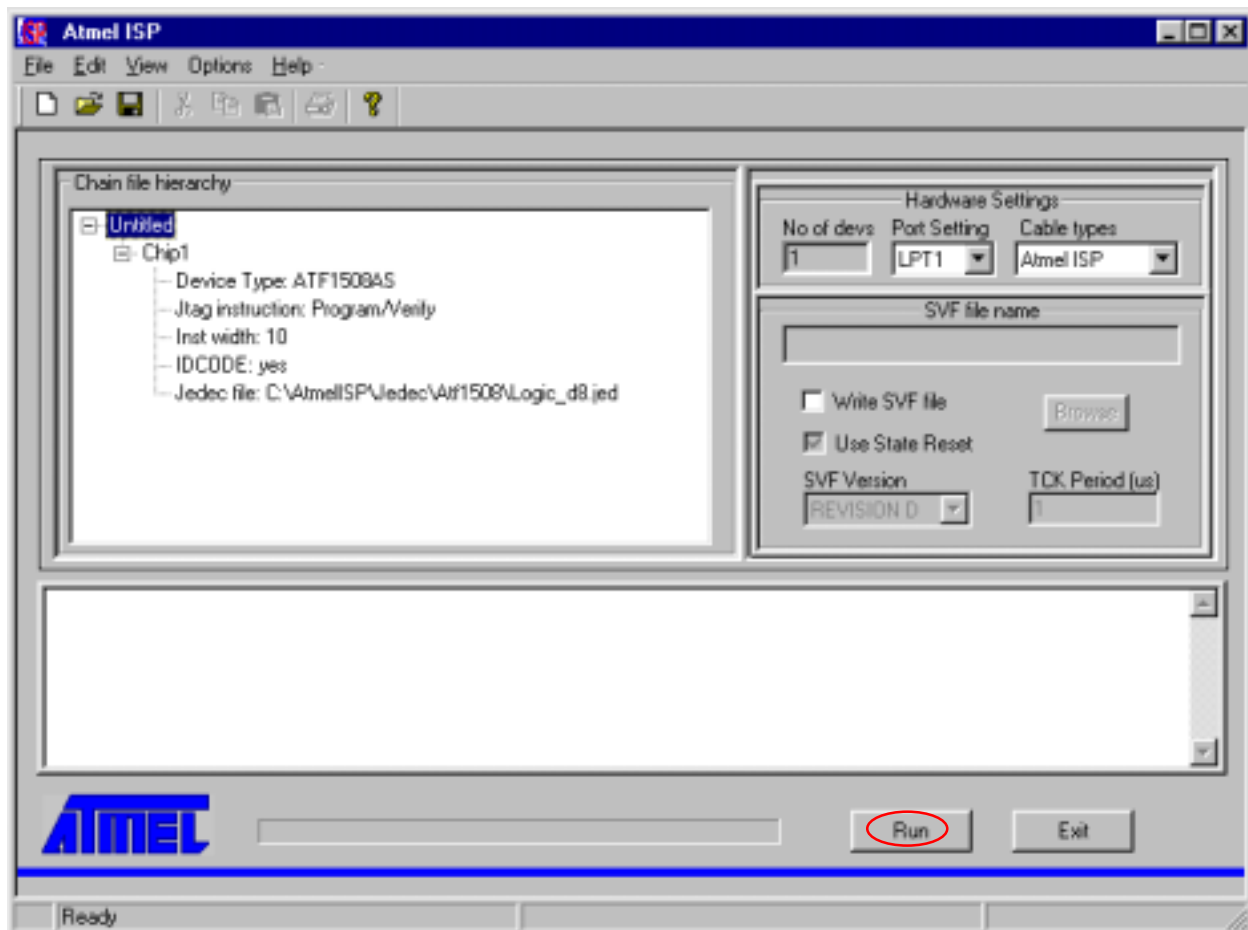 Atmel ISP
File Edit View Options Help
Chain file hierarchy
Untitled
Chip1
Device Type: ATF1508AS
Jtag instruction: Program/Verify
Inst width: 10
IDCODE: yes
Jedec file: C:\AtmelISP\Jedec\Atf1508\Logic_d8.jed
Hardware Settings
No of devs Port Setting Cable types
1 LPT1 Atmel ISP
SVF file name
Write SVF file
Browse
Use State Reset
SVF Version TCK Period (us)
REVISION D 1
ATMEL
Run Exit
Ready